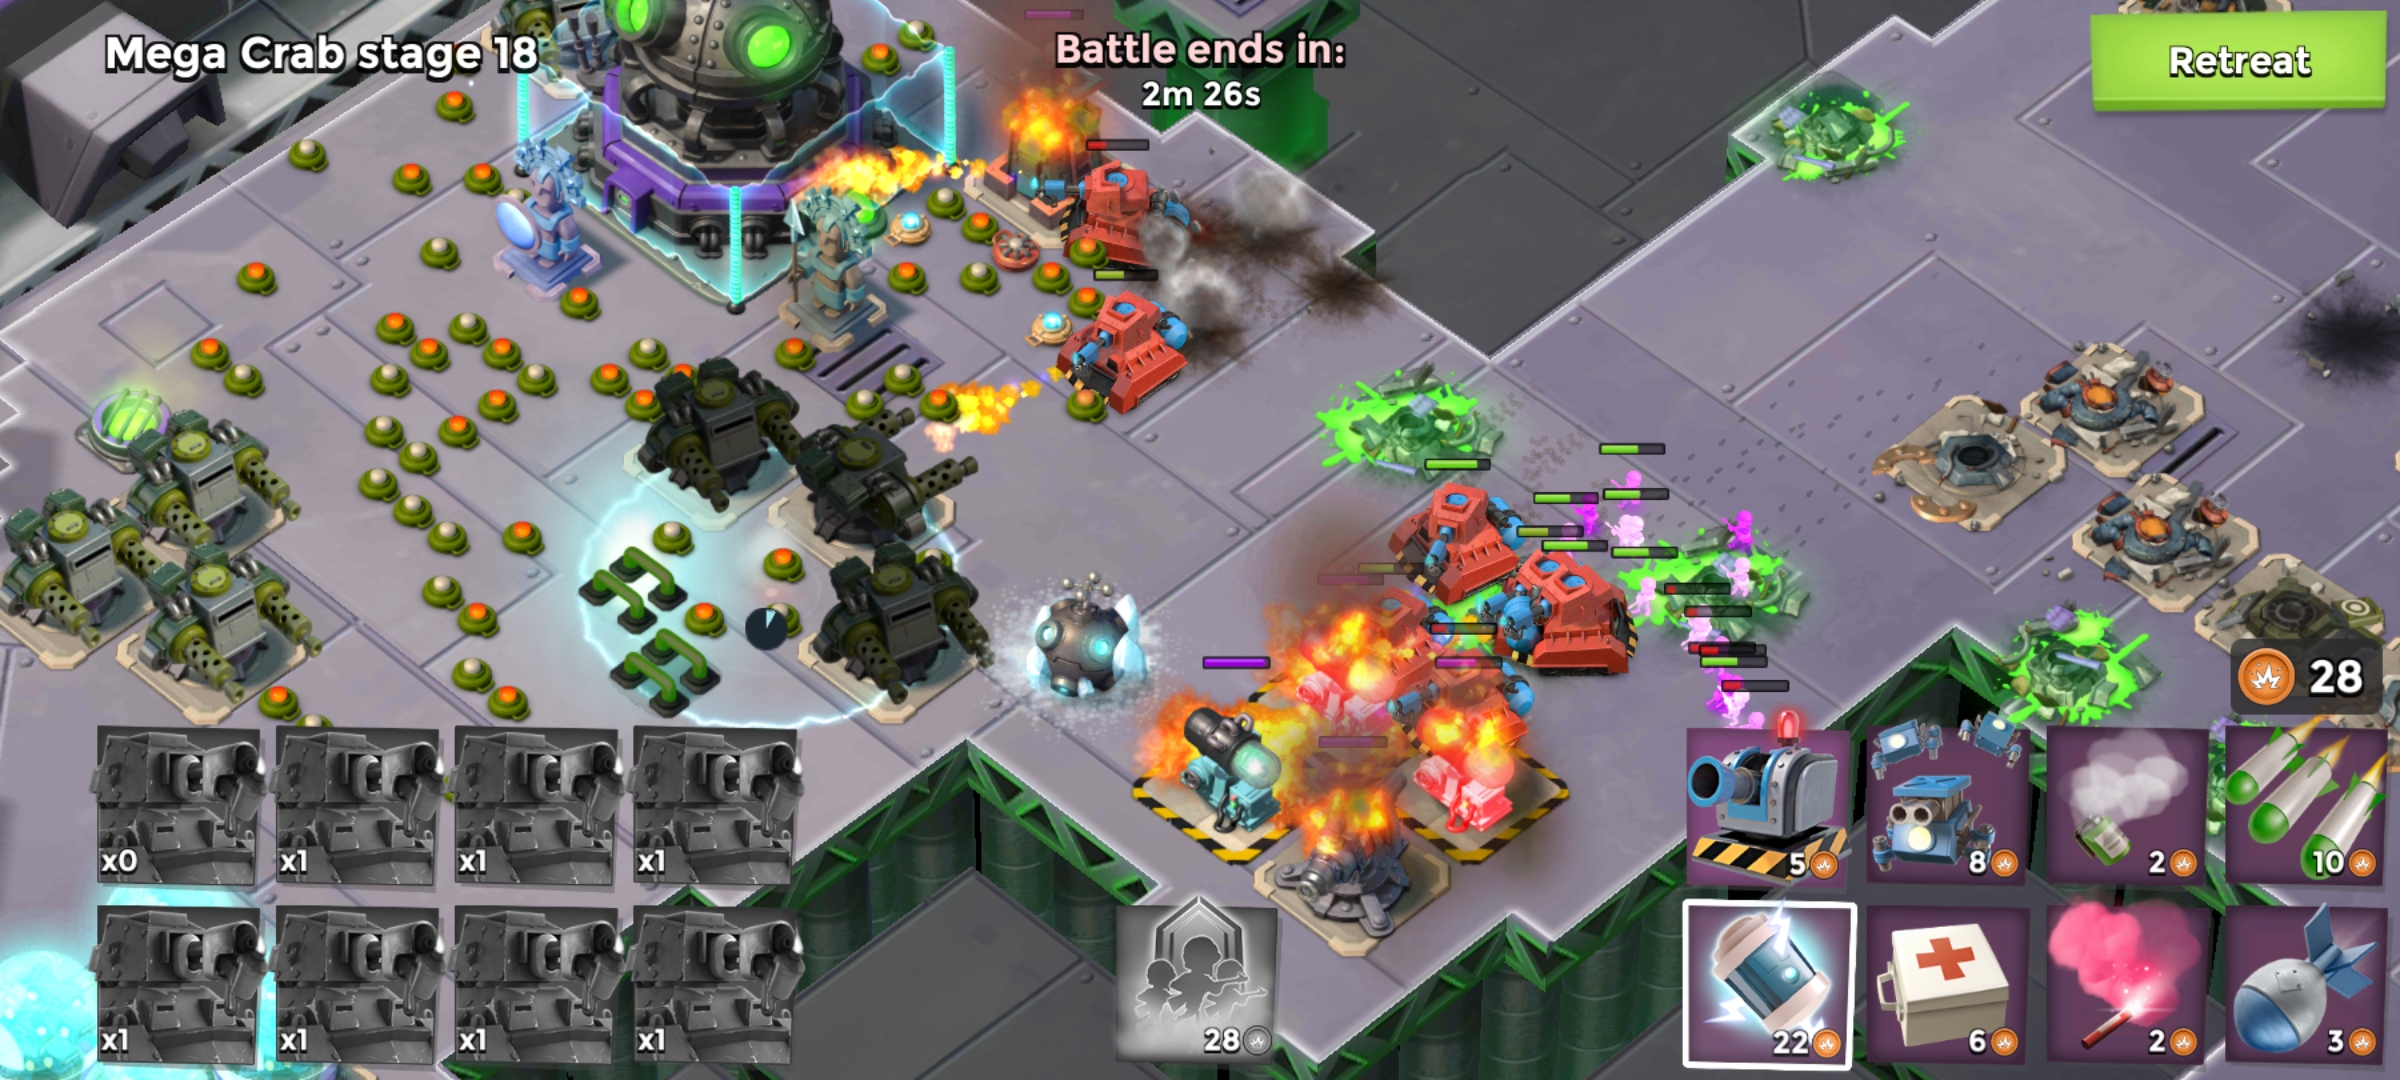 Mega Crab stage 18
Battle ends in:
2m 26s
Retreat
28
x0 x1 x1 x1
5 8 2 10
x1 x1 x1 x1
28
22 6 2 3